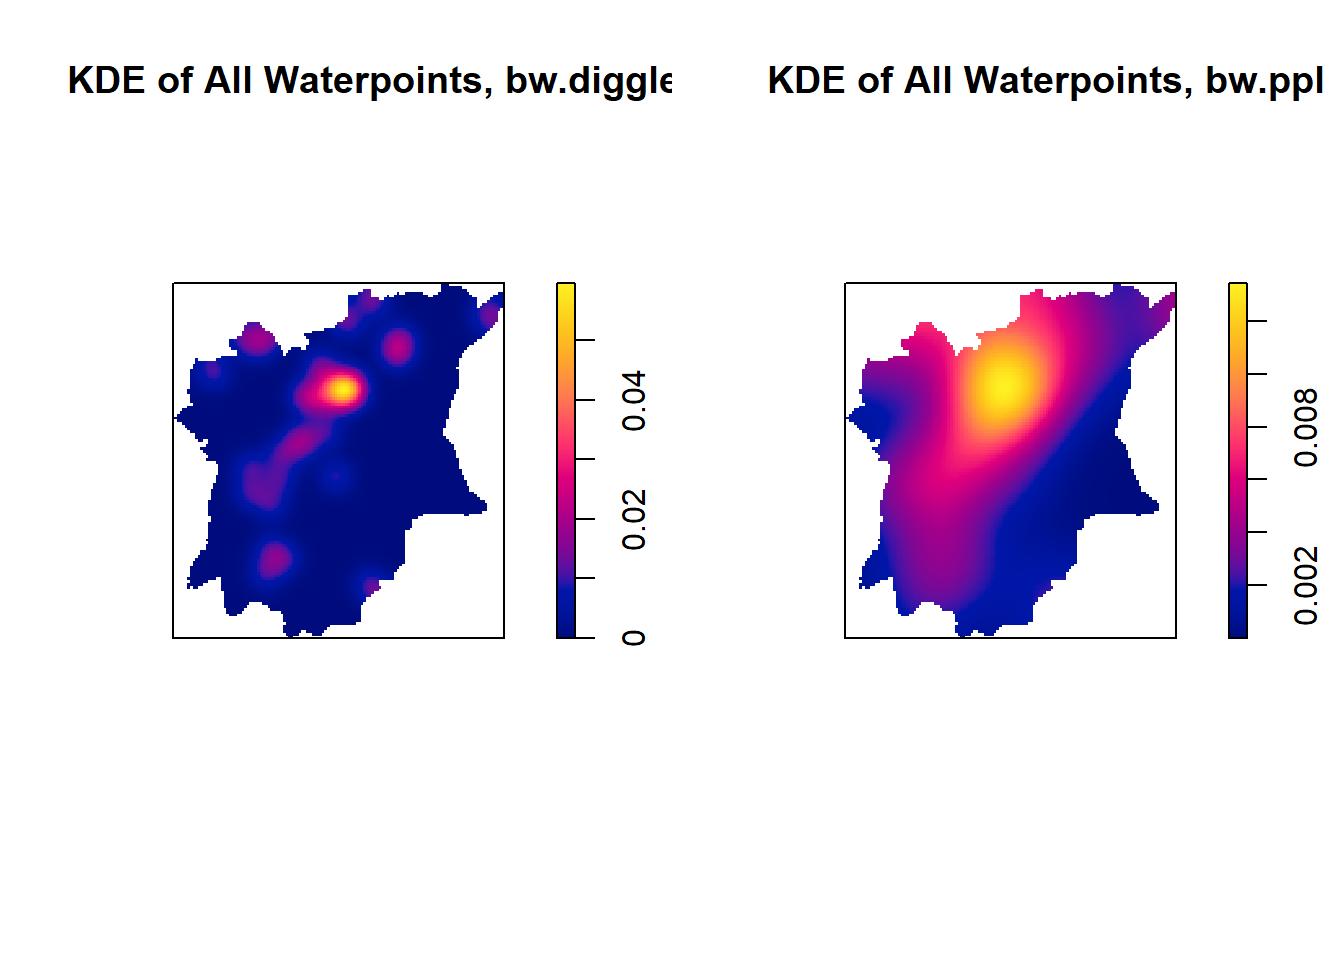 KDE of All Waterpoints, bw.diggle
KDE of All Waterpoints, bw.ppl
0.04
0.02
0
0.008
0.002